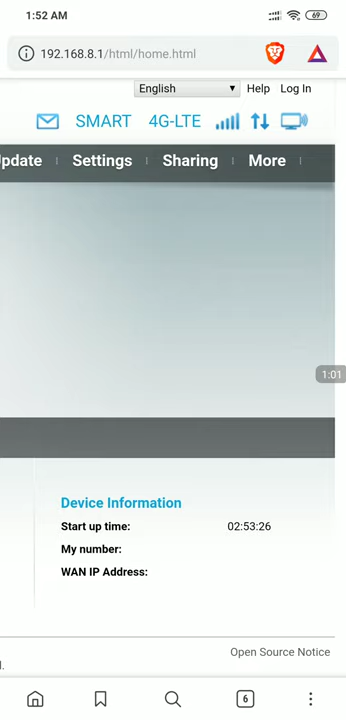 1:52 AM 69
192.168.8.1/html/home.html
English Help Log In
SMART 4G-LTE
pdate Settings Sharing More
1:01
Device Information
Start up time: 02:53:26
My number:
WAN IP Address:
Open Source Notice
d.
6